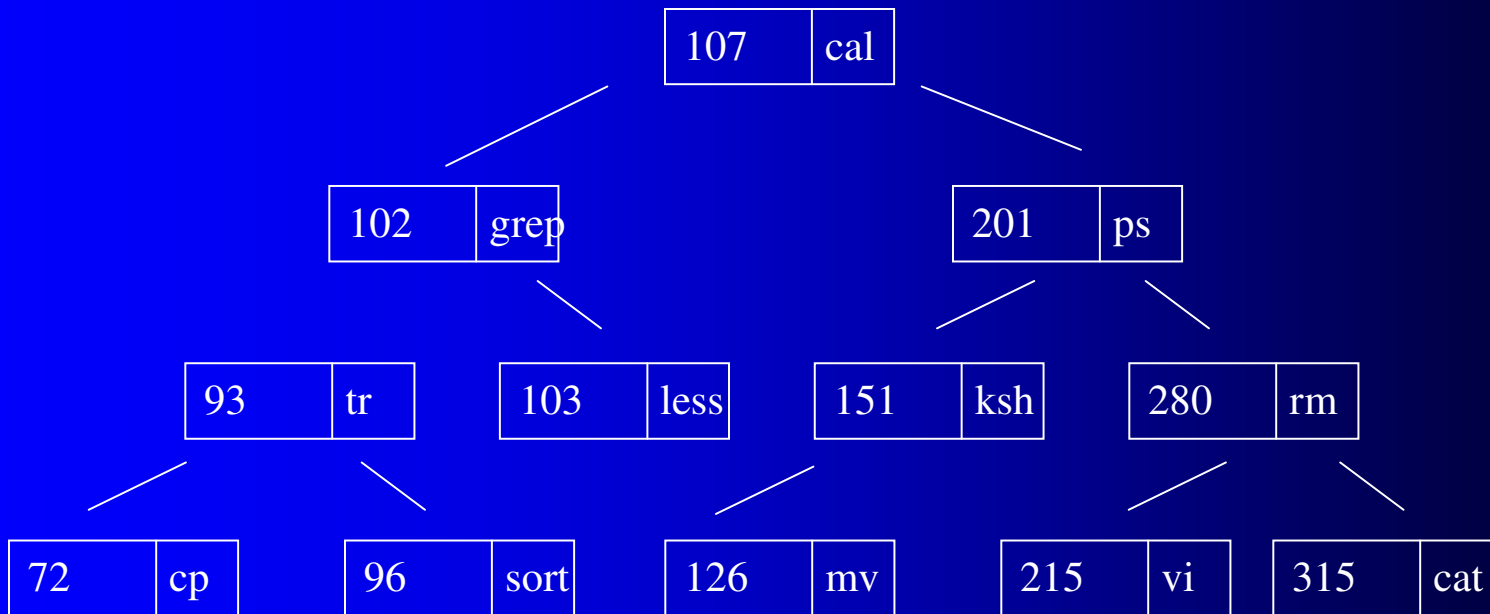 107 cal
102 grep 201 ps
93 tr 103 less 151 ksh 280 rm
72 cp 96 sort 126 mv 215 vi 315 cat